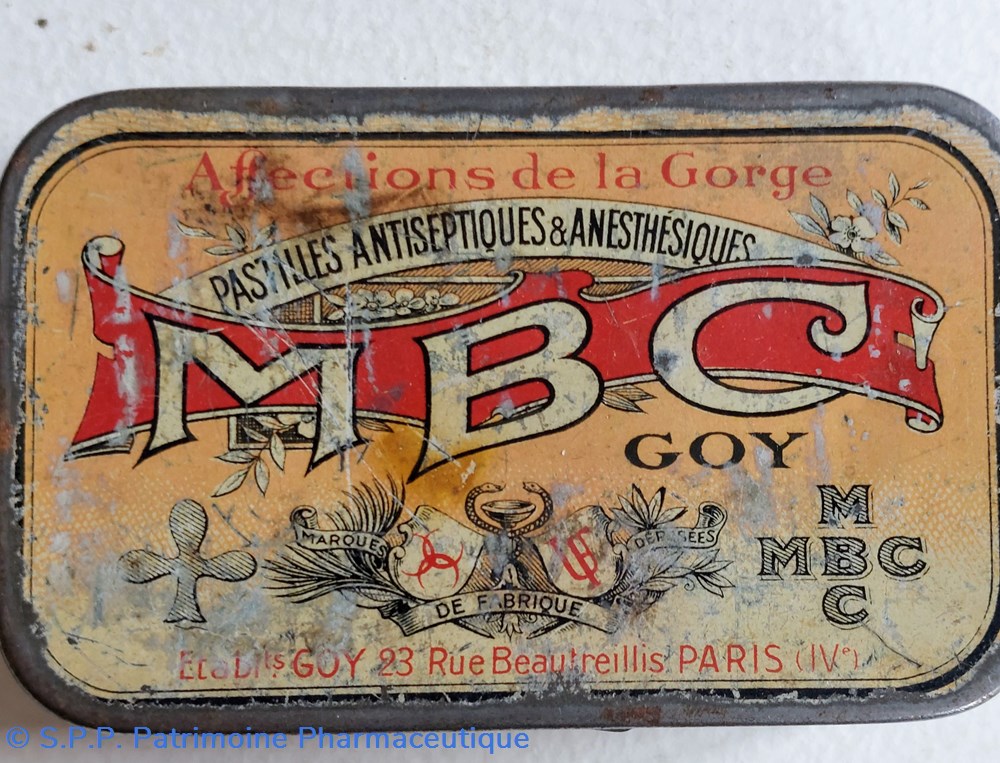 Affections de la Gorge
PASTILLES ANTISEPTIQUES & ANESTHÉSIQUES
MBC
GOY
MARQUES
DÉPOSÉES
DE FABRIQUE
M
MBC
C
Etablts GOY 23 Rue Beautreillis PARIS (IVe)
© S.P.P. Patrimoine Pharmaceutique